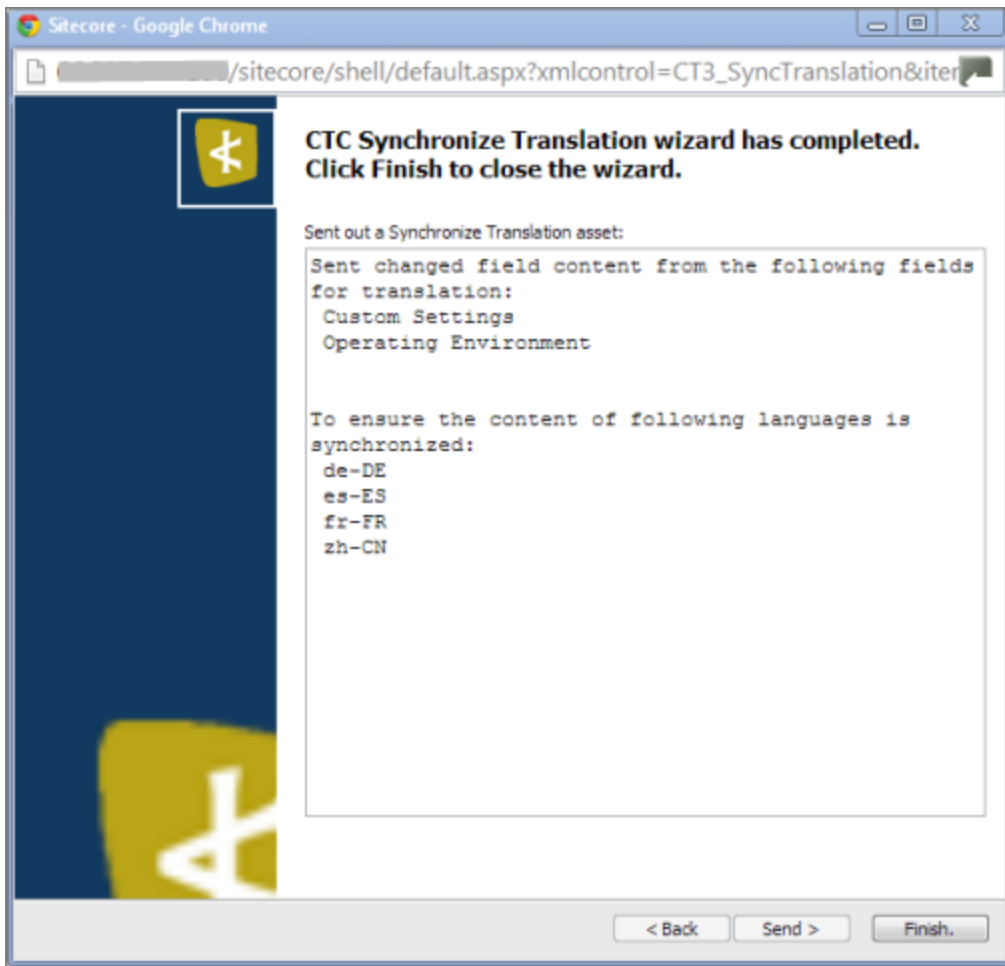 Sitecore - Google Chrome
/sitecore/shell/default.aspx?xmlcontrol=CT3_SyncTranslation&iter
CTC Synchronize Translation wizard has completed.
Click Finish to close the wizard.
Sent out a Synchronize Translation asset:
Sent changed field content from the following fields
for translation:
Custom Settings
Operating Environment
To ensure the content of following languages is
synchronized:
de-DE
es-ES
fr-FR
zh-CN
< Back Send > Finish.